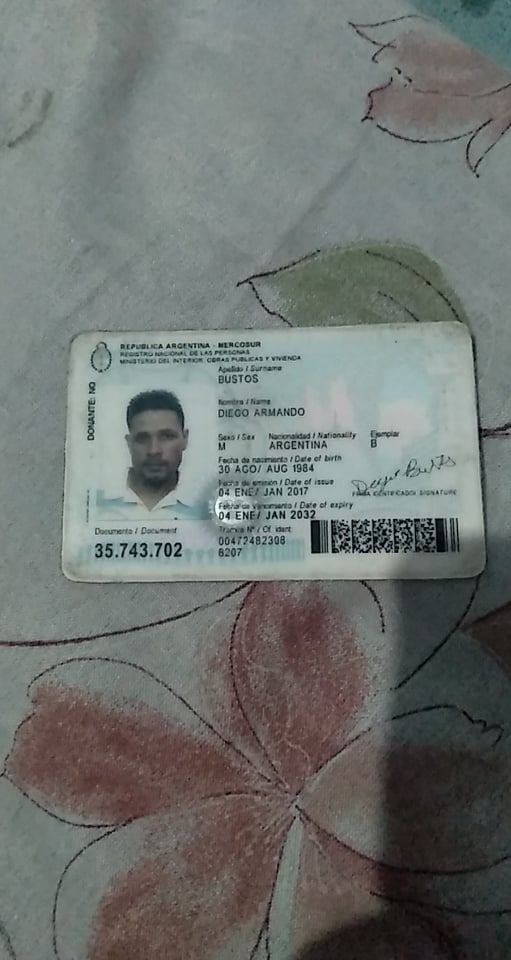 REPUBLICA ARGENTINA - MERCOSUR
REGISTRO NACIONAL DE LAS PERSONAS
MINISTERIO DEL INTERIOR, OBRAS PUBLICAS Y VIVIENDA
DONANTE: NO
Apellido / Surname
BUSTOS
Nombre / Name
DIEGO ARMANDO
Sexo / Sex Nacionalidad / Nationality Ejemplar
M ARGENTINA B
Fecha de nacimiento / Date of birth
30 AGO/ AUG 1984
Fecha de emisión / Date of issue
04 ENE/ JAN 2017
Fecha de vencimiento / Date of expiry
04 ENE/ JAN 2032
FIRMA IDENTIFICADO/ SIGNATURE
Documento / Document
35.743.702
Trámite Nº / Of. ident.
00472482308
8207